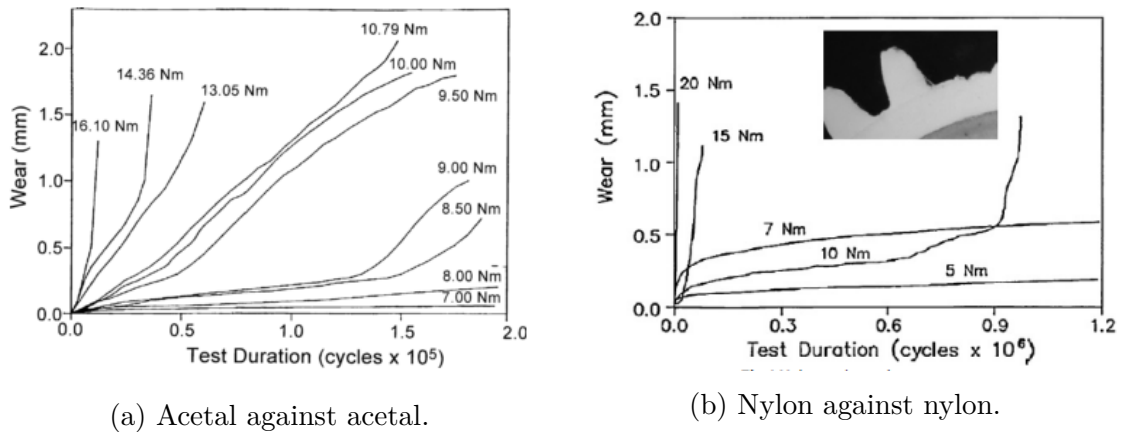 2.0
1.5
1.0
0.5
0.0
Wear (mm)
16.10 Nm
14.36 Nm
13.05 Nm
10.79 Nm
10.00 Nm
9.50 Nm
9.00 Nm
8.50 Nm
8.00 Nm
7.00 Nm
0.0
0.5
1.0
1.5
2.0
Test Duration (cycles x 10⁵)
(a) Acetal against acetal.
2.0
1.5
1.0
0.5
0.0
Wear (mm)
20 Nm
15 Nm
7 Nm
10 Nm
5 Nm
0.0
0.3
0.6
0.9
1.2
Test Duration (cycles x 10⁶)
(b) Nylon against nylon.